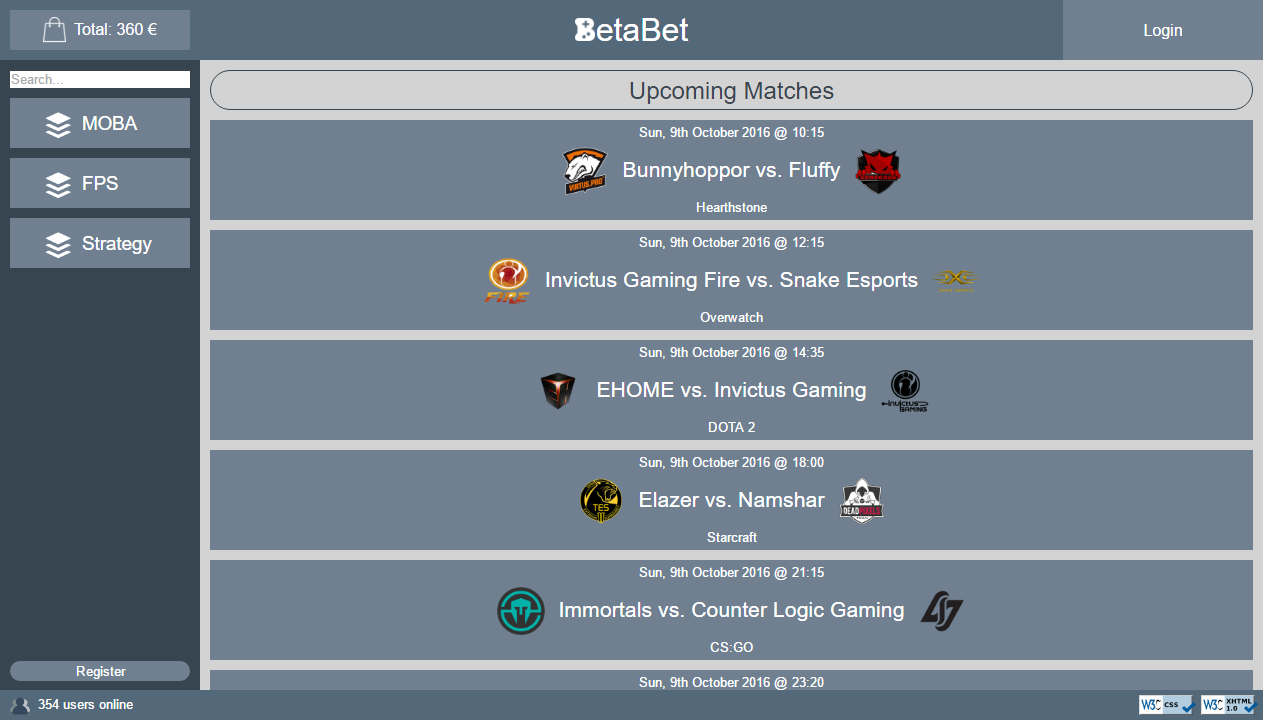 Total: 360 €
BetaBet
Login
Search...
MOBA
FPS
Strategy
Register
Upcoming Matches
Sun, 9th October 2016 @ 10:15
VIRTUS.PRO
Bunnyhoppor vs. Fluffy
Hearthstone
Sun, 9th October 2016 @ 12:15
Invictus Gaming Fire vs. Snake Esports
FIRE
Overwatch
Sun, 9th October 2016 @ 14:35
EHOME vs. Invictus Gaming
invictus
GAMING
DOTA 2
Sun, 9th October 2016 @ 18:00
Elazer vs. Namshar
TES
DEADPIXELS
Starcraft
Sun, 9th October 2016 @ 21:15
Immortals vs. Counter Logic Gaming
CS:GO
Sun, 9th October 2016 @ 23:20
354 users online
W3C css
W3C XHTML 1.0